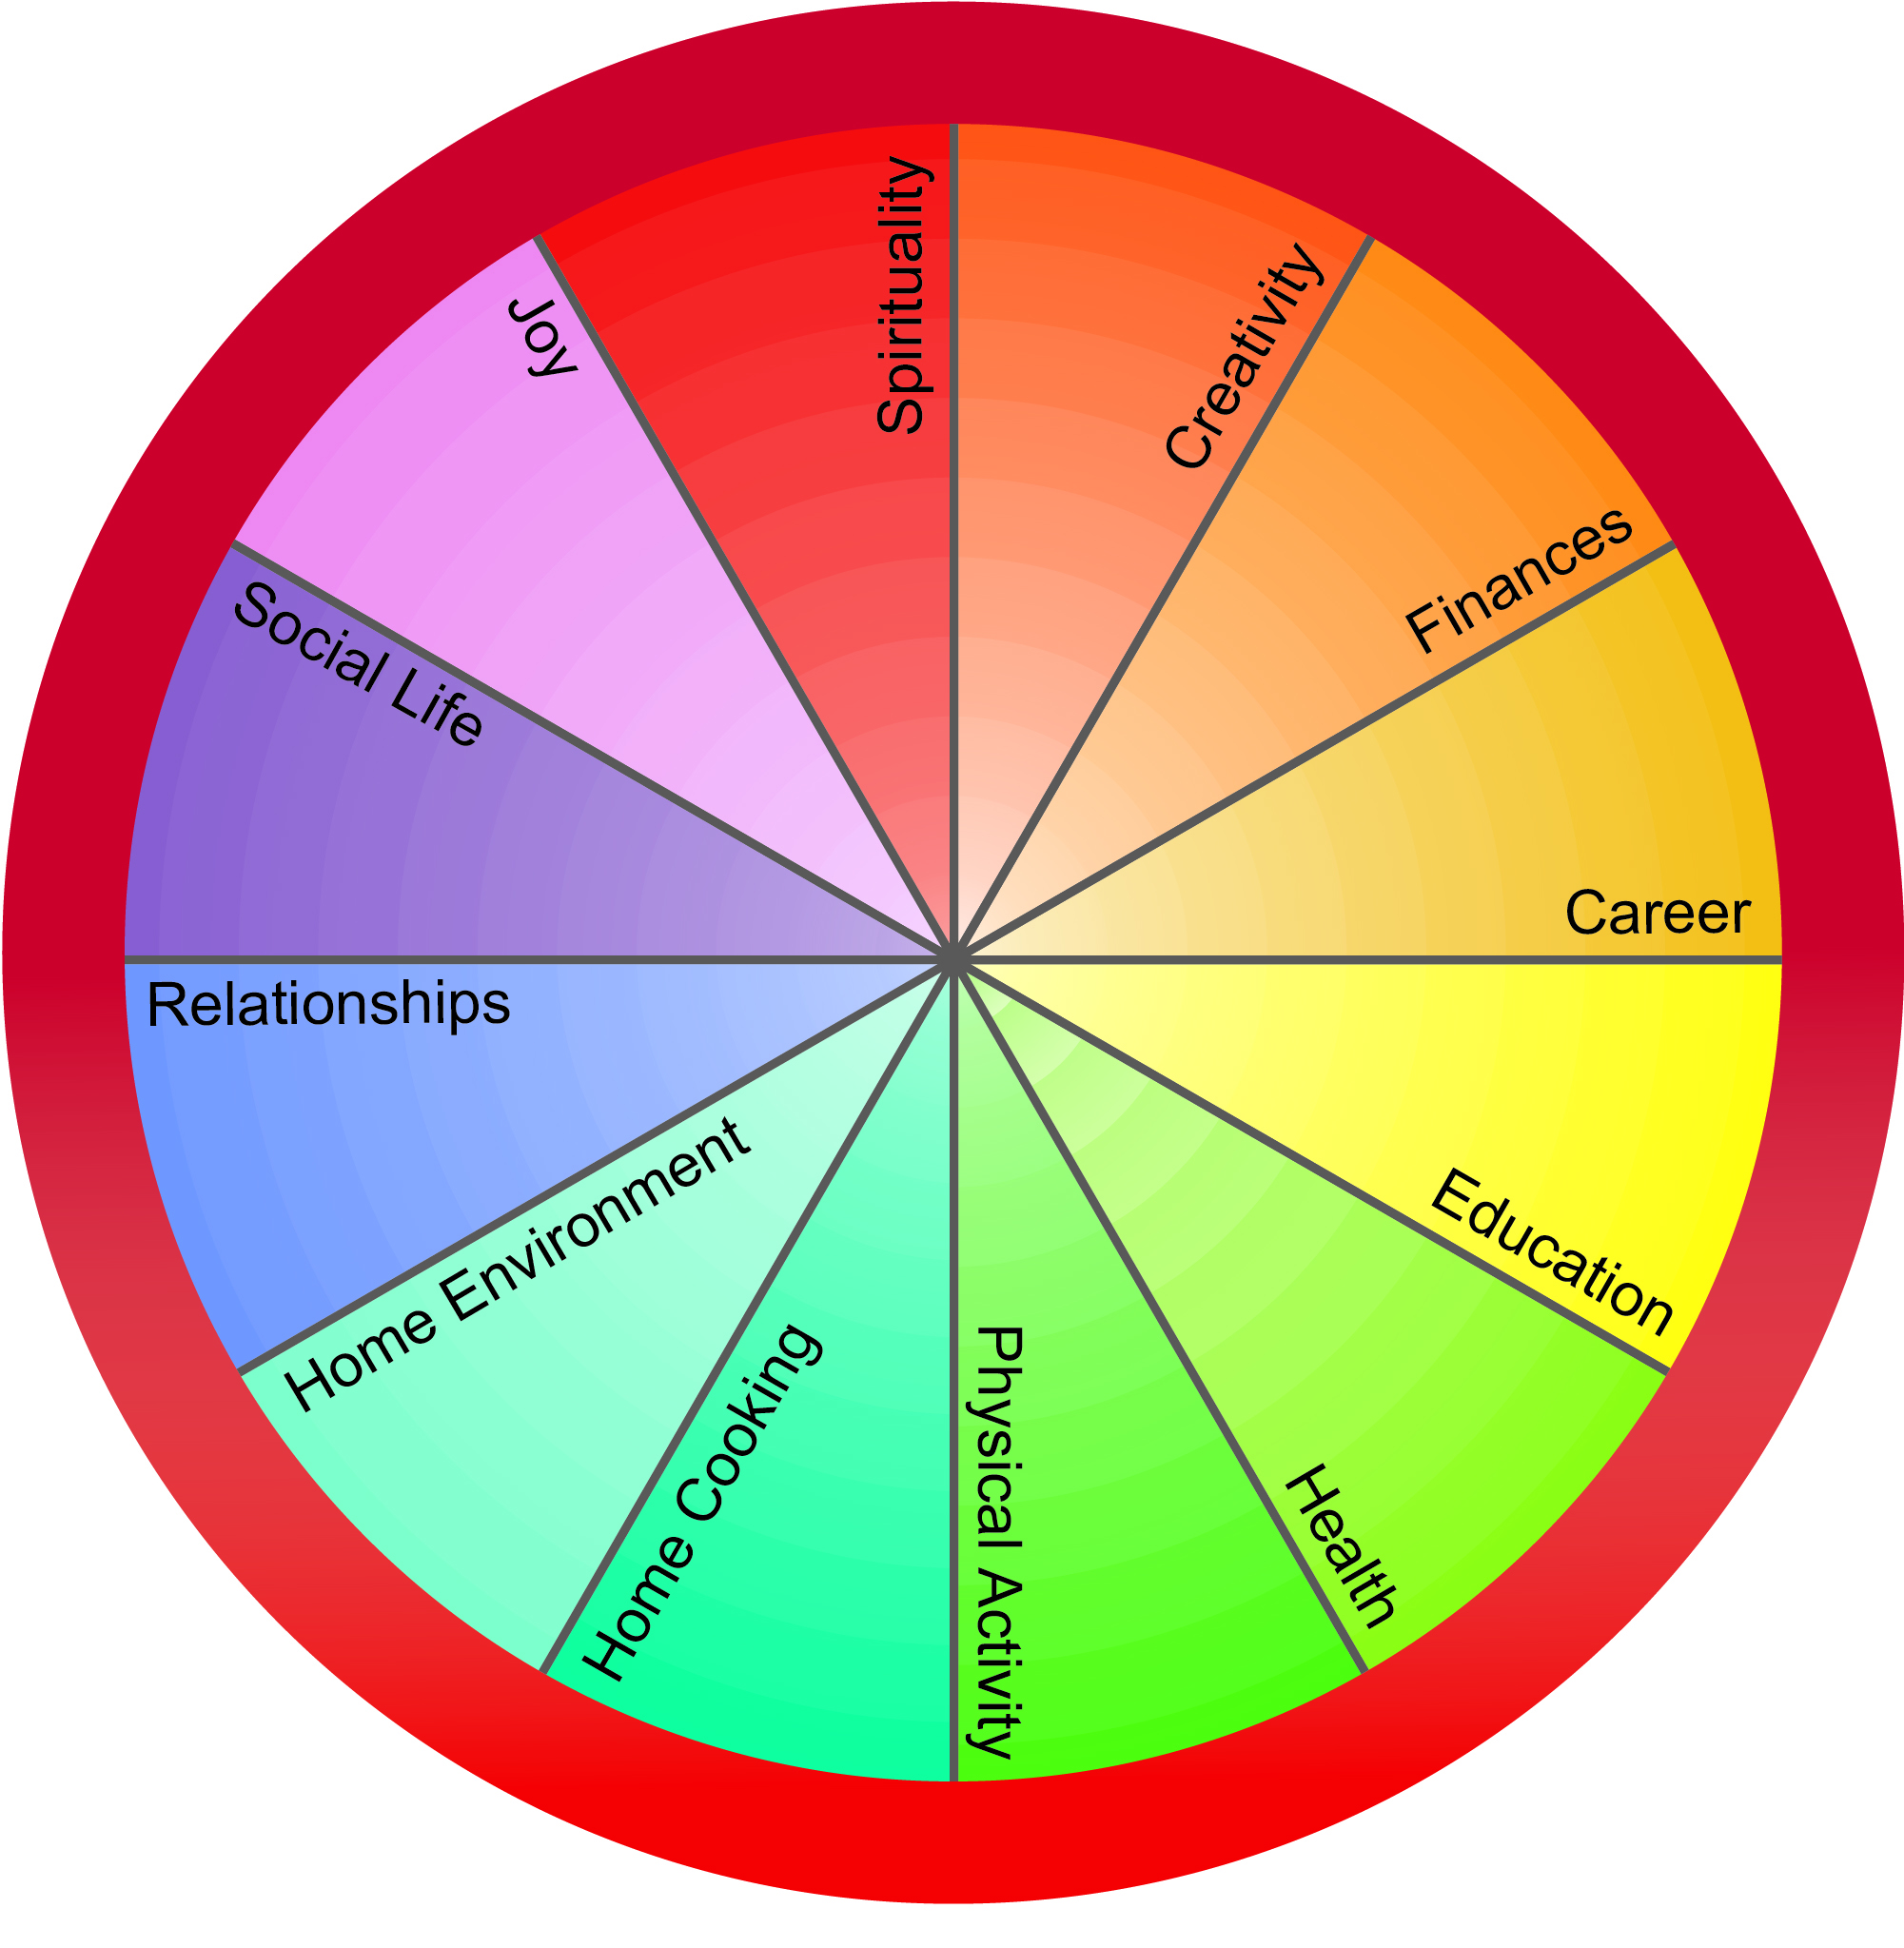 Spirituality
Creativity
Finances
Career
Education
Health
Physical Activity
Home Cooking
Home Environment
Relationships
Social Life
Joy